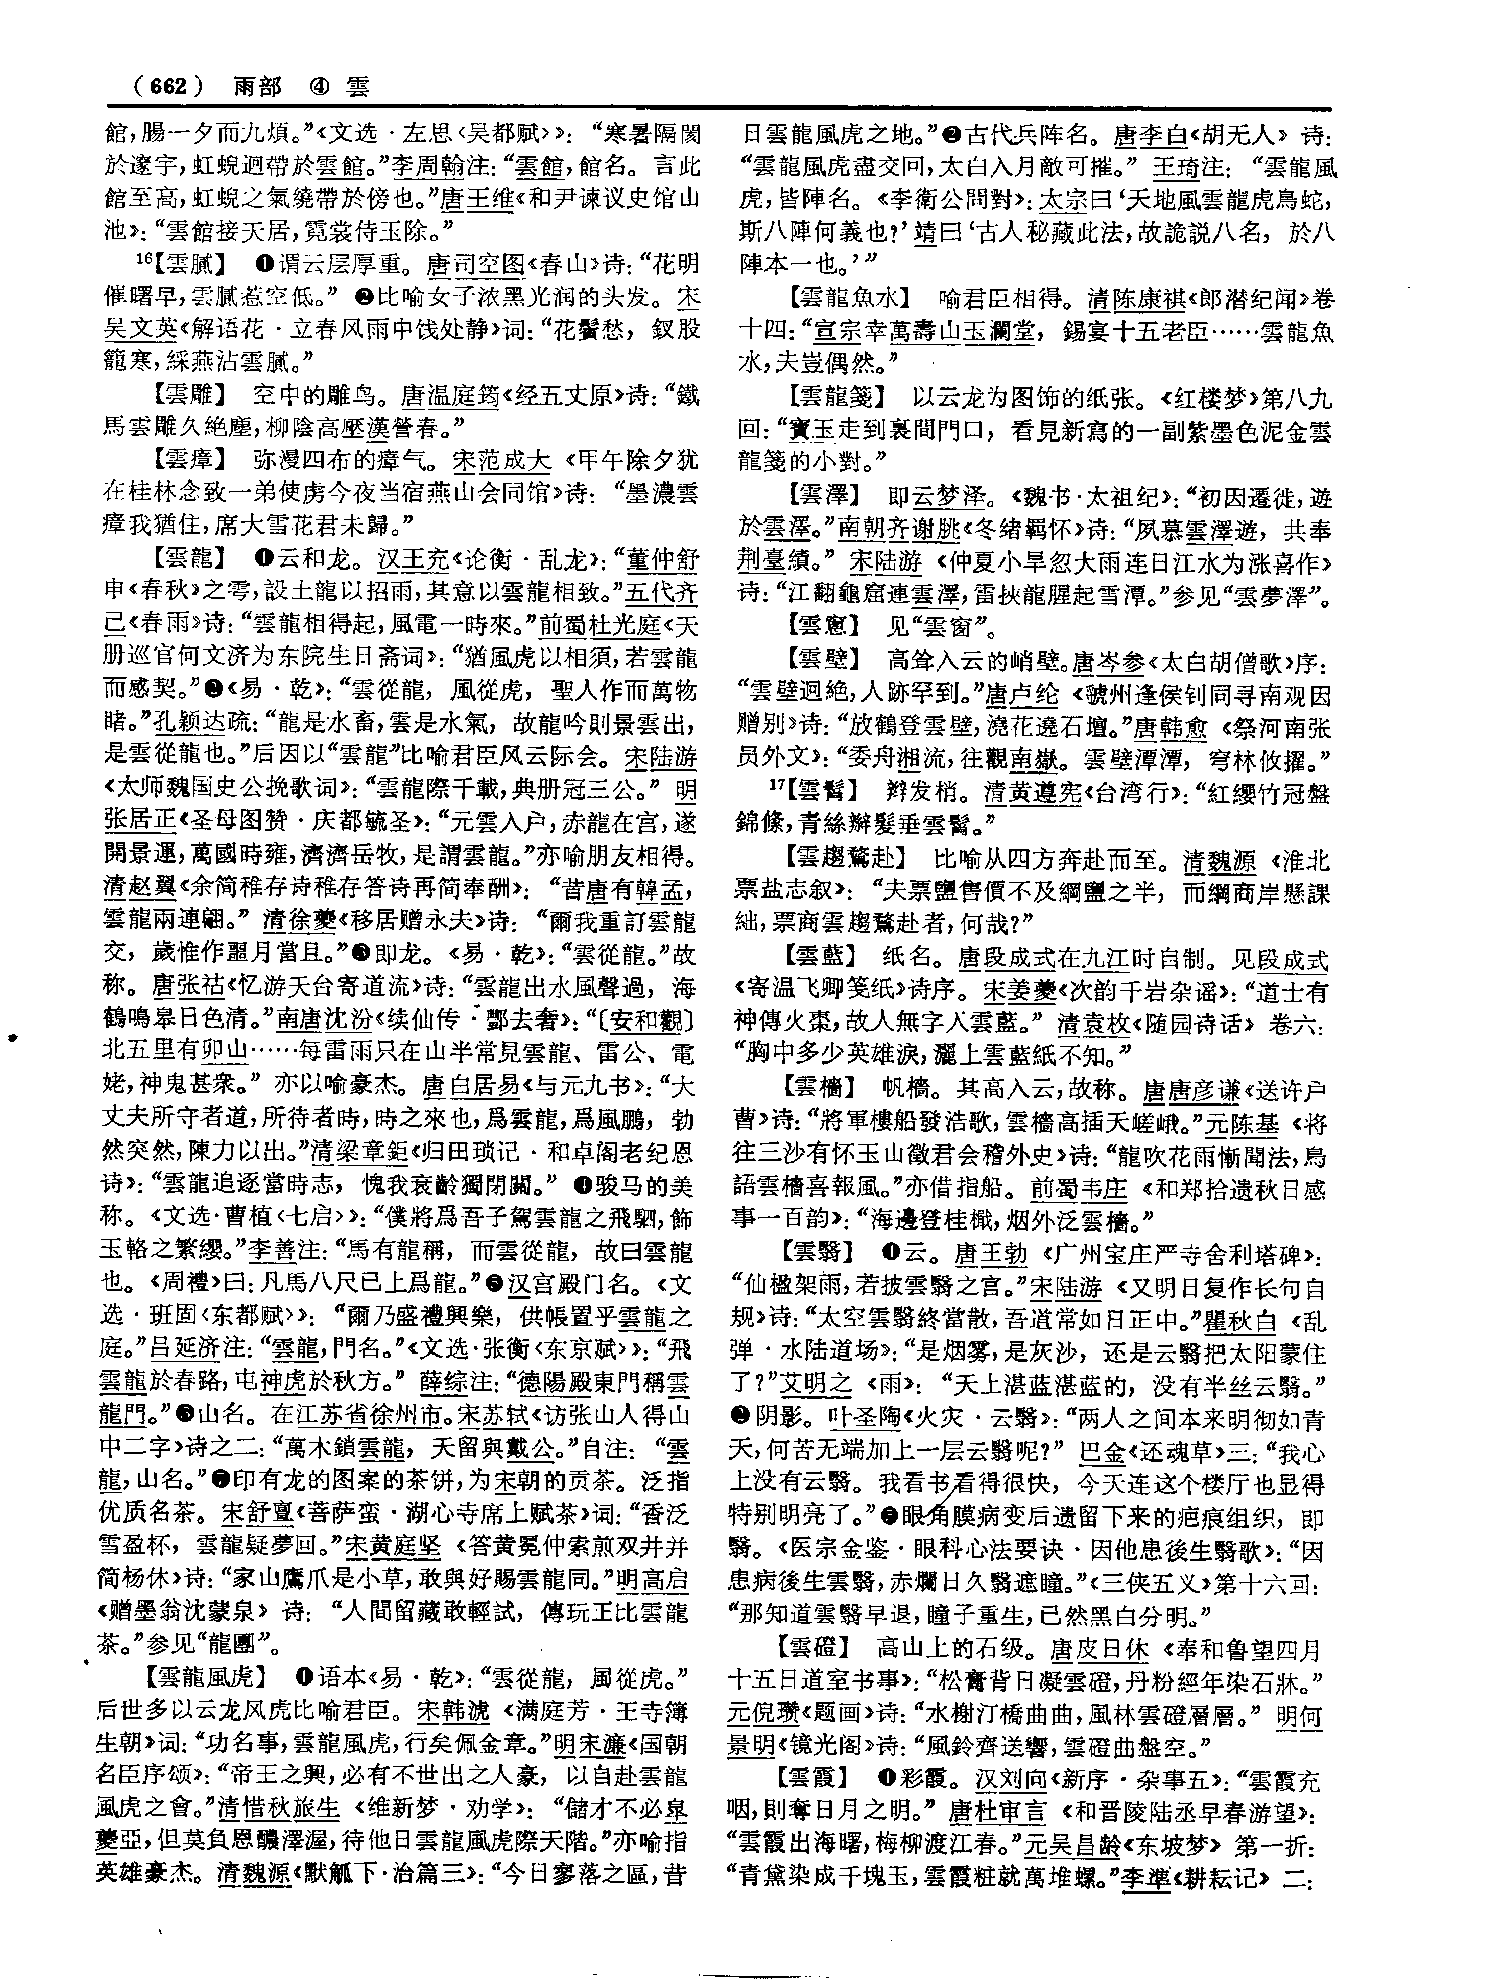 (662) 雨部 ④ 雲
館，腸一夕而九煩。”《文选·左思〈吴都赋〉》：“寒暑隔閡
於邃宇，虹蜺迴帶於雲館。”李周翰注：“雲館，館名。言此
館至高，虹蜺之氣繞帶於傍也。”唐王维《和尹谏议史馆山
池》：“雲館接天居，霓裳侍玉除。”
16【雲膩】 ❶谓云层厚重。唐司空图《春山》诗：“花明
催曙早，雲膩惹空低。” ❷比喻女子浓黑光润的头发。宋
吴文英《解语花·立春风雨中饯处静》词：“花鬢愁，釵股
籠寒，綵燕沾雲膩。”
【雲雕】 空中的雕鸟。唐温庭筠《经五丈原》诗：“鐵
馬雲雕久絶塵，柳陰高壓漢營春。”
【雲瘴】 弥漫四布的瘴气。宋范成大《甲午除夕犹
在桂林念致一弟使虏今夜当宿燕山会同馆》诗：“墨濃雲
瘴我猶住，席大雪花君未歸。”
【雲龍】 ❶云和龙。汉王充《论衡·乱龙》：“董仲舒
申《春秋》之雩，設土龍以招雨，其意以雲龍相致。”五代齐
己《春雨》诗：“雲龍相得起，風電一時來。”前蜀杜光庭《天
册巡官何文济为东院生日斋词》：“猶風虎以相須，若雲龍
而感契。”❷《易·乾》：“雲從龍，風從虎，聖人作而萬物
睹。”孔颖达疏：“龍是水畜，雲是水氣，故龍吟則景雲出，
是雲從龍也。”后因以“雲龍”比喻君臣风云际会。宋陆游
《太师魏国史公挽歌词》：“雲龍際千載，典册冠三公。” 明
张居正《圣母图赞·庆都毓圣》：“元雲入户，赤龍在宫，遂
開景運，萬國時雍，濟濟岳牧，是謂雲龍。”亦喻朋友相得。
清赵翼《余简稚存诗稚存答诗再简奉酬》：“昔唐有韓孟，
雲龍兩連翩。” 清徐夔《移居赠永夫》诗：“爾我重訂雲龍
交，歲惟作噩月當且。”❸即龙。《易·乾》：“雲從龍。”故
称。唐张祜《忆游天台寄道流》诗：“雲龍出水風聲過，海
鶴鳴皋日色清。”南唐沈汾《续仙传·酆去奢》：“〔安和觀〕
北五里有卯山……每雷雨只在山半常見雲龍、雷公、電
姥，神鬼甚衆。” 亦以喻豪杰。唐白居易《与元九书》：“大
丈夫所守者道，所待者時，時之來也，爲雲龍，爲風鵬，勃
然突然，陳力以出。”清梁章鉅《归田琐记·和卓阁老纪恩
诗》：“雲龍追逐當時志，愧我衰齡獨閉關。” ❹骏马的美
称。《文选·曹植〈七启〉》：“僕將爲吾子駕雲龍之飛駟，飾
玉輅之繁纓。”李善注：“馬有龍稱，而雲從龍，故曰雲龍
也。《周禮》曰：凡馬八尺已上爲龍。”❺汉宫殿门名。《文
选·班固〈东都赋〉》：“爾乃盛禮興樂，供帳置乎雲龍之
庭。”吕延济注：“雲龍，門名。”《文选·张衡〈东京赋〉》：“飛
雲龍於春路，屯神虎於秋方。” 薛综注：“德陽殿東門稱雲
龍門。”❻山名。在江苏省徐州市。宋苏轼《访张山人得山
中二字》诗之二：“萬木鎖雲龍，天留與戴公。”自注：“雲
龍，山名。”❼印有龙的图案的茶饼，为宋朝的贡茶。泛指
优质名茶。宋舒亶《菩萨蛮·湖心寺席上赋茶》词：“香泛
雪盈杯，雲龍疑夢回。”宋黄庭坚《答黄冕仲索煎双井并
简杨休》诗：“家山鷹爪是小草，敢與好賜雲龍同。”明高启
《赠墨翁沈蒙泉》诗：“人間留藏敢輕試，傳玩正比雲龍
茶。”参见“龍團”。
【雲龍風虎】 ❶语本《易·乾》：“雲從龍，風從虎。”
后世多以云龙风虎比喻君臣。宋韩淲《满庭芳·王寺簿
生朝》词：“功名事，雲龍風虎，行矣佩金章。”明宋濂《国朝
名臣序颂》：“帝王之興，必有不世出之人豪，以自赴雲龍
風虎之會。”清惜秋旅生《维新梦·劝学》：“儲才不必皋
夔亞，但莫負恩醲澤渥，待他日雲龍風虎際天階。”亦喻指
英雄豪杰。清魏源《默觚下·治篇三》：“今日寥落之區，昔
日雲龍風虎之地。”❷古代兵阵名。唐李白《胡无人》诗：
“雲龍風虎盡交回，太白入月敵可摧。” 王琦注：“雲龍風
虎，皆陣名。《李衛公問對》：太宗曰‘天地風雲龍虎鳥蛇，
斯八陣何義也？’靖曰‘古人秘藏此法，故詭説八名，於八
陣本一也。’”
【雲龍魚水】 喻君臣相得。清陈康祺《郎潜纪闻》卷
十四：“宣宗幸萬壽山玉瀾堂，錫宴十五老臣……雲龍魚
水，夫豈偶然。”
【雲龍箋】 以云龙为图饰的纸张。《红楼梦》第八九
回：“寶玉走到裏間門口，看見新寫的一副紫墨色泥金雲
龍箋的小對。”
【雲澤】 即云梦泽。《魏书·太祖纪》：“初因遷徙，遊
於雲澤。”南朝齐谢朓《冬绪羁怀》诗：“夙慕雲澤遊，共奉
荆臺績。” 宋陆游《仲夏小旱忽大雨连日江水为涨喜作》
诗：“江翻龜窟連雲澤，雷挾龍腥起雪潭。”参见“雲夢澤”。
【雲窻】 见“雲窗”。
【雲壁】 高耸入云的峭壁。唐岑参《太白胡僧歌》序：
“雲壁迥絶，人跡罕到。”唐卢纶《虢州逢侯钊同寻南观因
赠别》诗：“放鶴登雲壁，澆花遶石壇。”唐韩愈《祭河南张
员外文》：“委舟湘流，往觀南嶽。雲壁潭潭，穹林攸擢。”
17【雲鬌】 辫发梢。清黄遵宪《台湾行》：“紅纓竹冠盤
錦縧，青絲辮髮垂雲鬌。”
【雲趨鶩赴】 比喻从四方奔赴而至。清魏源《淮北
票盐志叙》：“夫票鹽售價不及綱鹽之半，而綱商岸懸課
絀，票商雲趨鶩赴者，何哉？”
【雲藍】 纸名。唐段成式在九江时自制。见段成式
《寄温飞卿笺纸》诗序。宋姜夔《次韵千岩杂谣》：“道士有
神傳火棗，故人無字入雲藍。” 清袁枚《随园诗话》卷六：
“胸中多少英雄淚，灑上雲藍紙不知。”
【雲檣】 帆樯。其高入云，故称。唐唐彦谦《送许户
曹》诗：“將軍樓船發浩歌，雲檣高插天嵯峨。”元陈基《将
往三沙有怀玉山徵君会稽外史》诗：“龍吹花雨慚聞法，鳥
語雲檣喜報風。”亦借指船。前蜀韦庄《和郑拾遗秋日感
事一百韵》：“海邊登桂檝，烟外泛雲檣。”
【雲翳】 ❶云。唐王勃《广州宝庄严寺舍利塔碑》：
“仙楹架雨，若披雲翳之宫。”宋陆游《又明日复作长句自
规》诗：“太空雲翳終當散，吾道常如日正中。”瞿秋白《乱
弹·水陆道场》：“是烟雾，是灰沙，还是云翳把太阳蒙住
了？”艾明之《雨》：“天上湛蓝湛蓝的，没有半丝云翳。”
❷阴影。叶圣陶《火灾·云翳》：“两人之间本来明彻如青
天，何苦无端加上一层云翳呢？” 巴金《还魂草》三：“我心
上没有云翳。我看书看得很快，今天连这个楼厅也显得
特别明亮了。”❸眼角膜病变后遗留下来的疤痕组织，即
翳。《医宗金鉴·眼科心法要诀·因他患後生翳歌》：“因
患病後生雲翳，赤爛日久翳遮瞳。”《三侠五义》第十六回：
“那知道雲翳早退，瞳子重生，已然黑白分明。”
【雲磴】 高山上的石级。唐皮日休《奉和鲁望四月
十五日道室书事》：“松膏背日凝雲磴，丹粉經年染石牀。”
元倪瓒《题画》诗：“水榭汀橋曲曲，風林雲磴層層。” 明何
景明《镜光阁》诗：“風鈴齊送響，雲磴曲盤空。”
【雲霞】 ❶彩霞。汉刘向《新序·杂事五》：“雲霞充
咽，則奪日月之明。” 唐杜审言《和晋陵陆丞早春游望》：
“雲霞出海曙，梅柳渡江春。”元吴昌龄《东坡梦》第一折：
“青黛染成千塊玉，雲霞粧就萬堆螺。”李準《耕耘记》二：